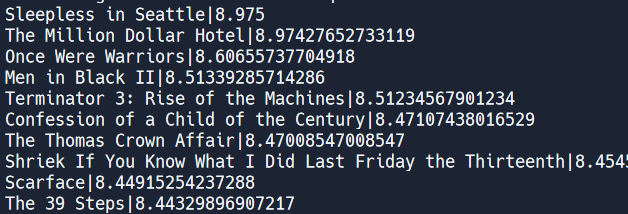 Sleepless in Seattle|8.975
The Million Dollar Hotel|8.97427652733119
Once Were Warriors|8.60655737704918
Men in Black II|8.51339285714286
Terminator 3: Rise of the Machines|8.51234567901234
Confession of a Child of the Century|8.47107438016529
The Thomas Crown Affair|8.47008547008547
Shriek If You Know What I Did Last Friday the Thirteenth|8.4545
Scarface|8.44915254237288
The 39 Steps|8.44329896907217